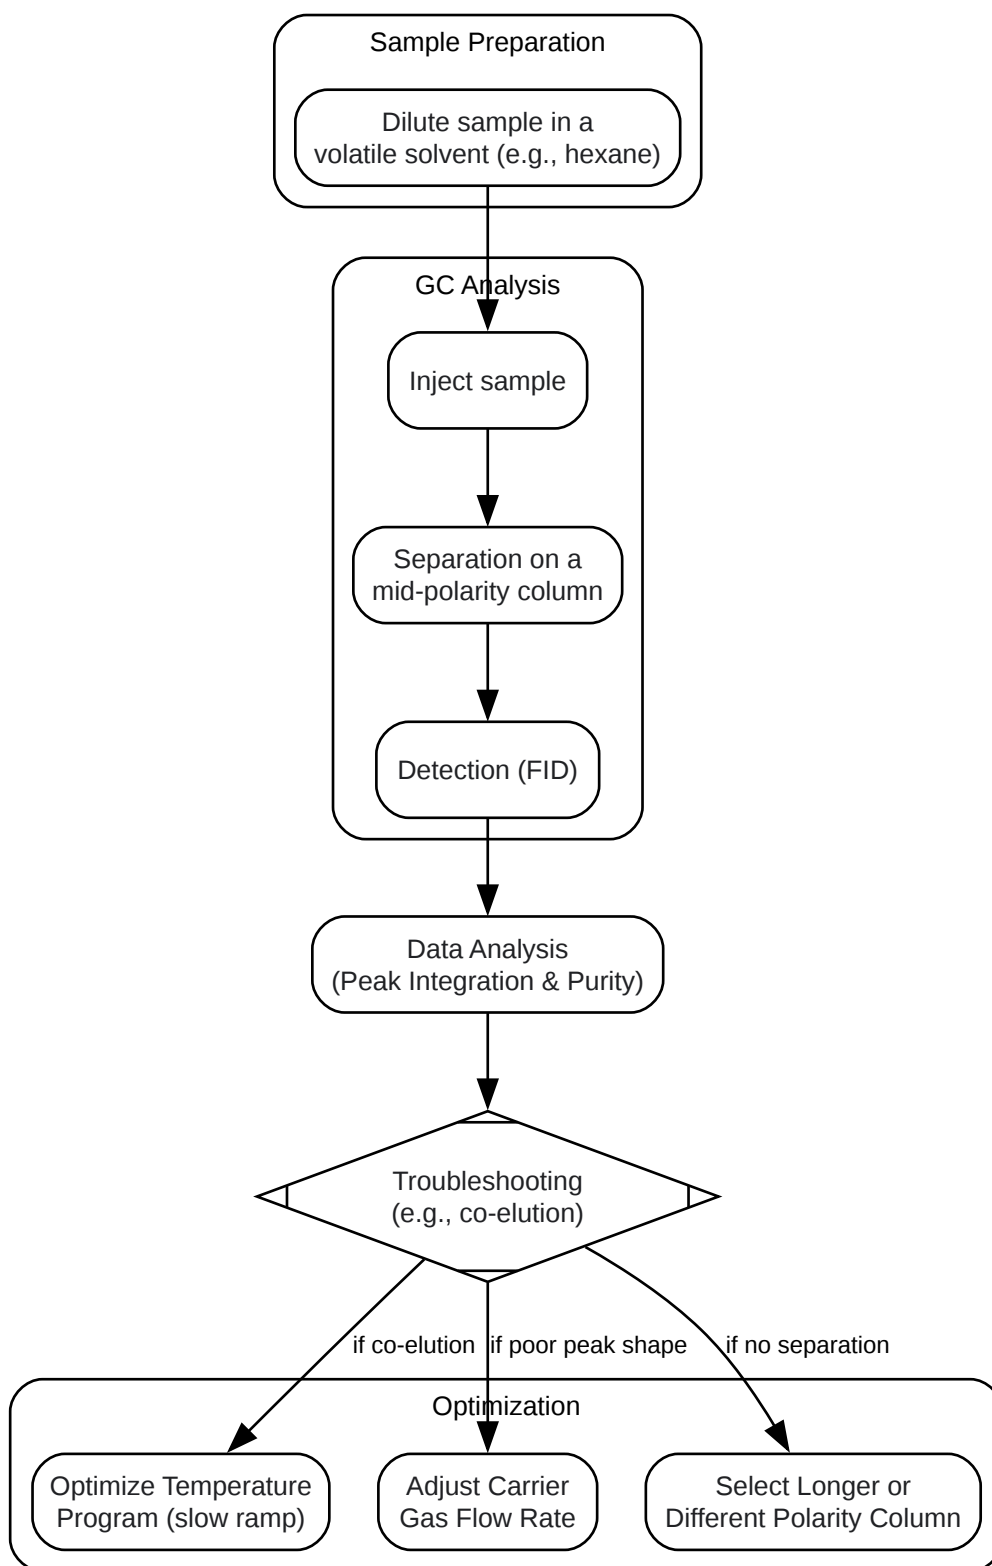 Sample Preparation
Dilute sample in a
volatile solvent (e.g., hexane)
GC Analysis
Inject sample
Separation on a
mid-polarity column
Detection (FID)
Data Analysis
(Peak Integration & Purity)
Troubleshooting
(e.g., co-elution)
if co-elution
if poor peak shape
if no separation
Optimization
Optimize Temperature
Program (slow ramp)
Adjust Carrier
Gas Flow Rate
Select Longer or
Different Polarity Column